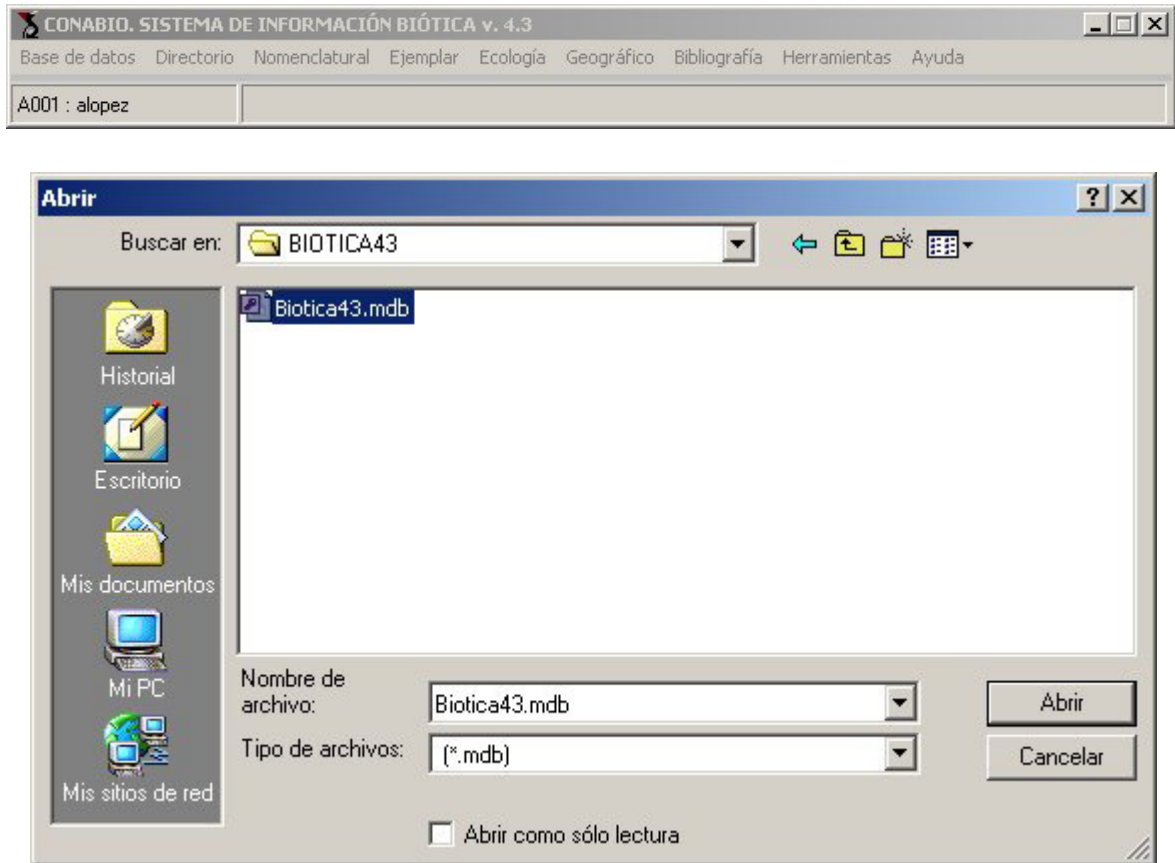 CONABIO. SISTEMA DE INFORMACIÓN BIÓTICA v. 4.3
Base de datos Directorio Nomenclatural Ejemplar Ecología Geográfico Bibliografía Herramientas Ayuda
A001 : alopez
Abrir
Buscar en: BIOTICA43
Biotica43.mdb
Historial
Escritorio
Mis documentos
Mi PC
Mis sitios de red
Nombre de
archivo: Biotica43.mdb
Abrir
Tipo de archivos: (*.mdb)
Cancelar
Abrir como sólo lectura